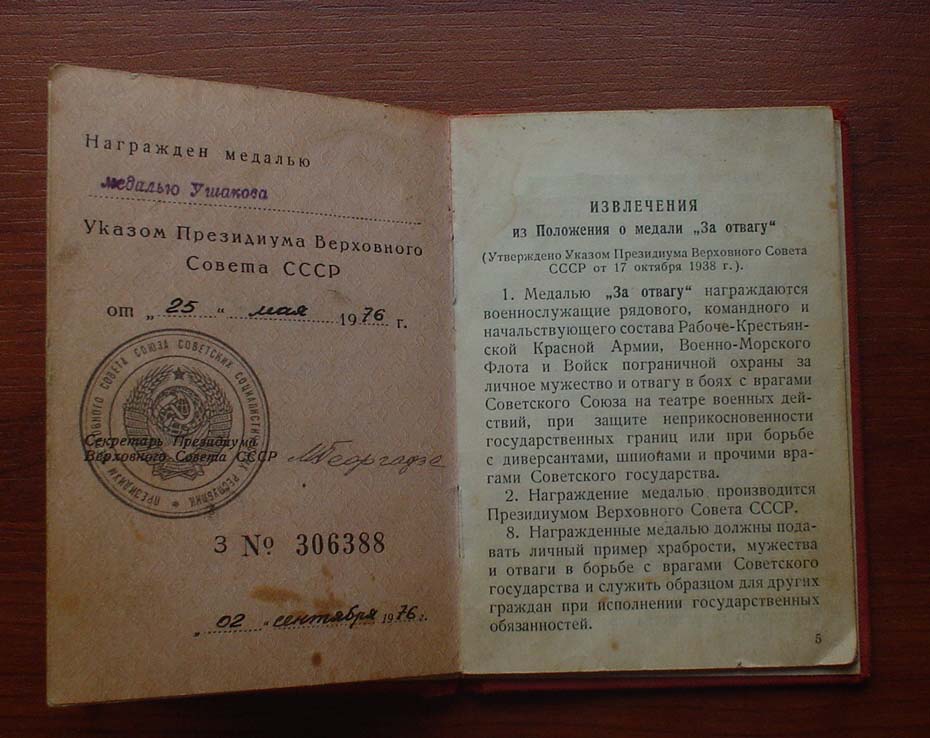 Награжден медалью
медалью Ушакова
Указом Президиума Верховного
Совета СССР
от „ 25 “ мая 1976 г.
Секретарь Президиума
Верховного Совета СССР М Георгадзе
З № 306388
„ 02 “ сентября 1976 г.
ИЗВЛЕЧЕНИЯ
из Положения о медали „За отвагу“
(Утверждено Указом Президиума Верховного Совета
СССР от 17 октября 1938 г.).
1. Медалью „За отвагу“ награждаются
военнослужащие рядового, командного и
начальствующего состава Рабоче-Крестьян-
ской Красной Армии, Военно-Морского
Флота и Войск пограничной охраны за
личное мужество и отвагу в боях с врагами
Советского Союза на театре военных дей-
ствий, при защите неприкосновенности
государственных границ или при борьбе
с диверсантами, шпионами и прочими вра-
гами Советского государства.
2. Награждение медалью производится
Президиумом Верховного Совета СССР.
8. Награжденные медалью должны пода-
вать личный пример храбрости, мужества
и отваги в борьбе с врагами Советского
государства и служить образцом для других
граждан при исполнении государственных
обязанностей.
5